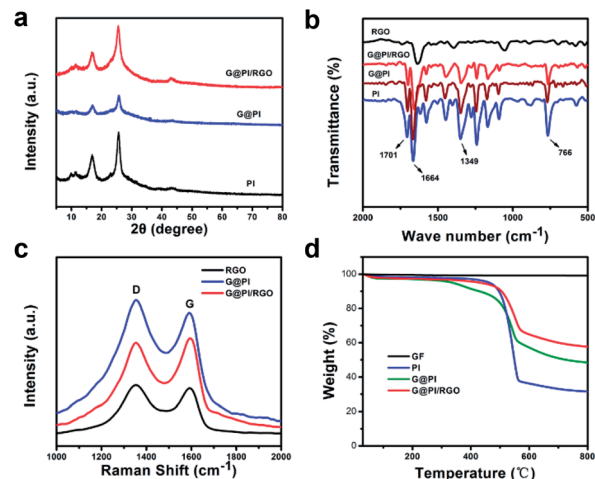 a
Intensity (a.u.)
G@PI/RGO
G@PI
PI
10 20 30 40 50 60 70 80
2θ (degree)
b
Transmittance (%)
RGO
G@PI/RGO
G@PI
PI
1701
1664
1349
766
2000 1500 1000 500
Wave number (cm⁻¹)
c
Intensity (a.u.)
D
G
RGO
G@PI
G@PI/RGO
1000 1200 1400 1600 1800 2000
Raman Shift (cm⁻¹)
d
Weight (%)
100
80
60
40
20
0
GF
PI
G@PI
G@PI/RGO
200 400 600 800
Temperature (℃)